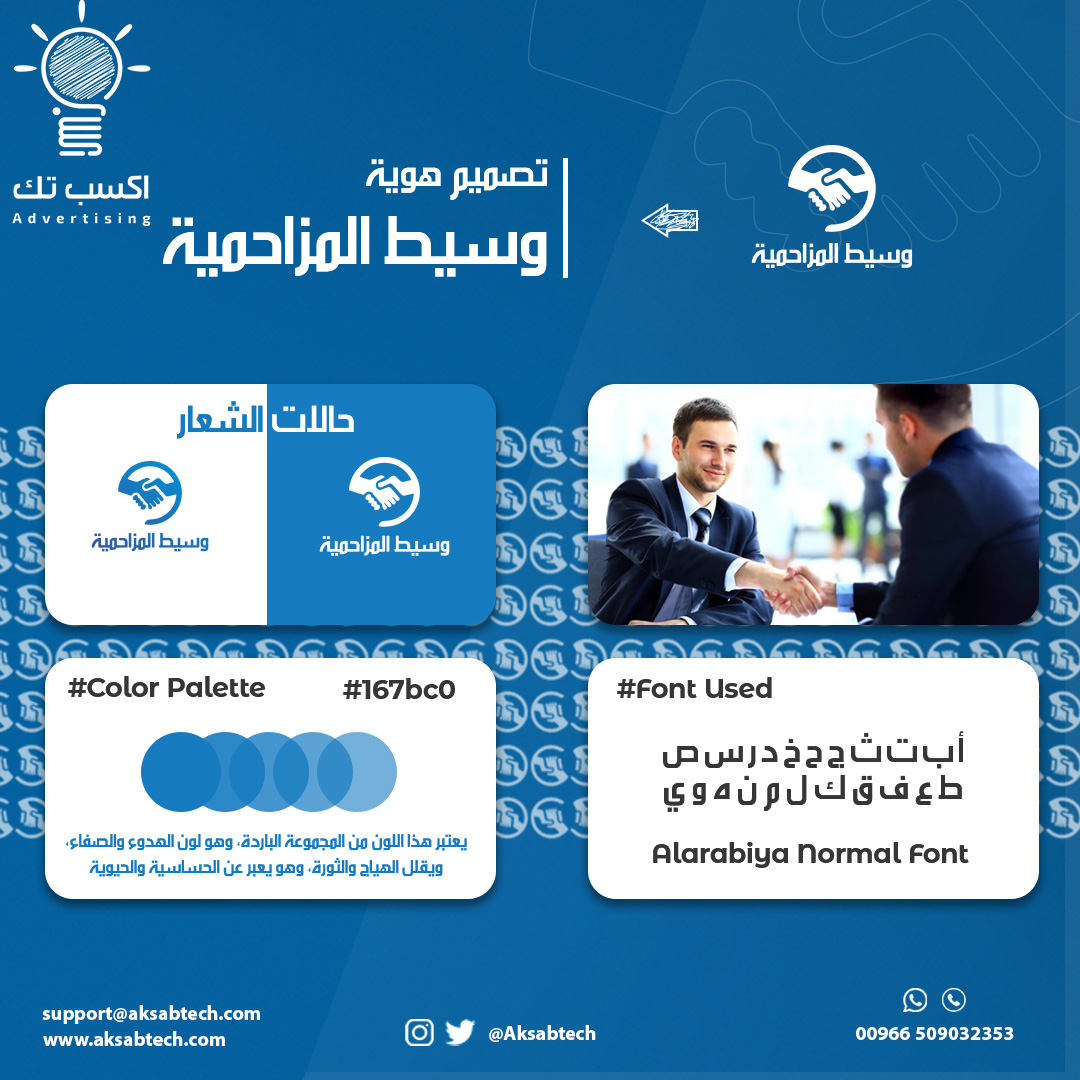 اكسب تك
Advertising
تصميم هوية
وسيط المزاحمية
وسيط المزاحمية
حالات الشعار
وسيط المزاحمية
وسيط المزاحمية
#Color Palette
#167bc0
يعتبر هذا اللون من المجموعة الباردة، وهو لون الهدوء والصفاء،
ويقلل الهياج والثورة، وهو يعبر عن الحساسية والحيوية
#Font Used
أ ب ت ث ج ح خ د ر س ص
ط ع ف ق ك ل م ن ه و ي
Alarabiya Normal Font
support@aksabtech.com
www.aksabtech.com
@Aksabtech
00966 509032353